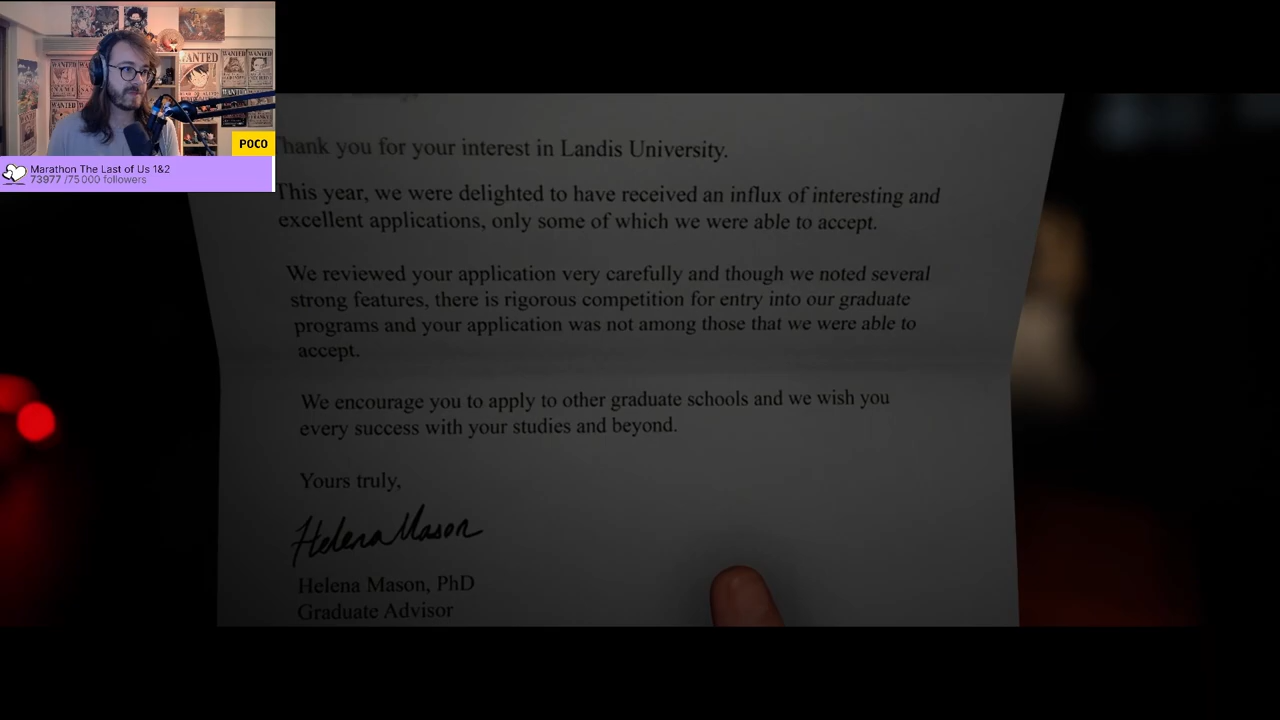 WANTED
WANTED
WANTED
POCO
Marathon The Last of Us 1&2
73977 /75 000 followers
Thank you for your interest in Landis University.
This year, we were delighted to have received an influx of interesting and
excellent applications, only some of which we were able to accept.
We reviewed your application very carefully and though we noted several
strong features, there is rigorous competition for entry into our graduate
programs and your application was not among those that we were able to
accept.
We encourage you to apply to other graduate schools and we wish you
every success with your studies and beyond.
Yours truly,
Helena Mason
Helena Mason, PhD
Graduate Advisor